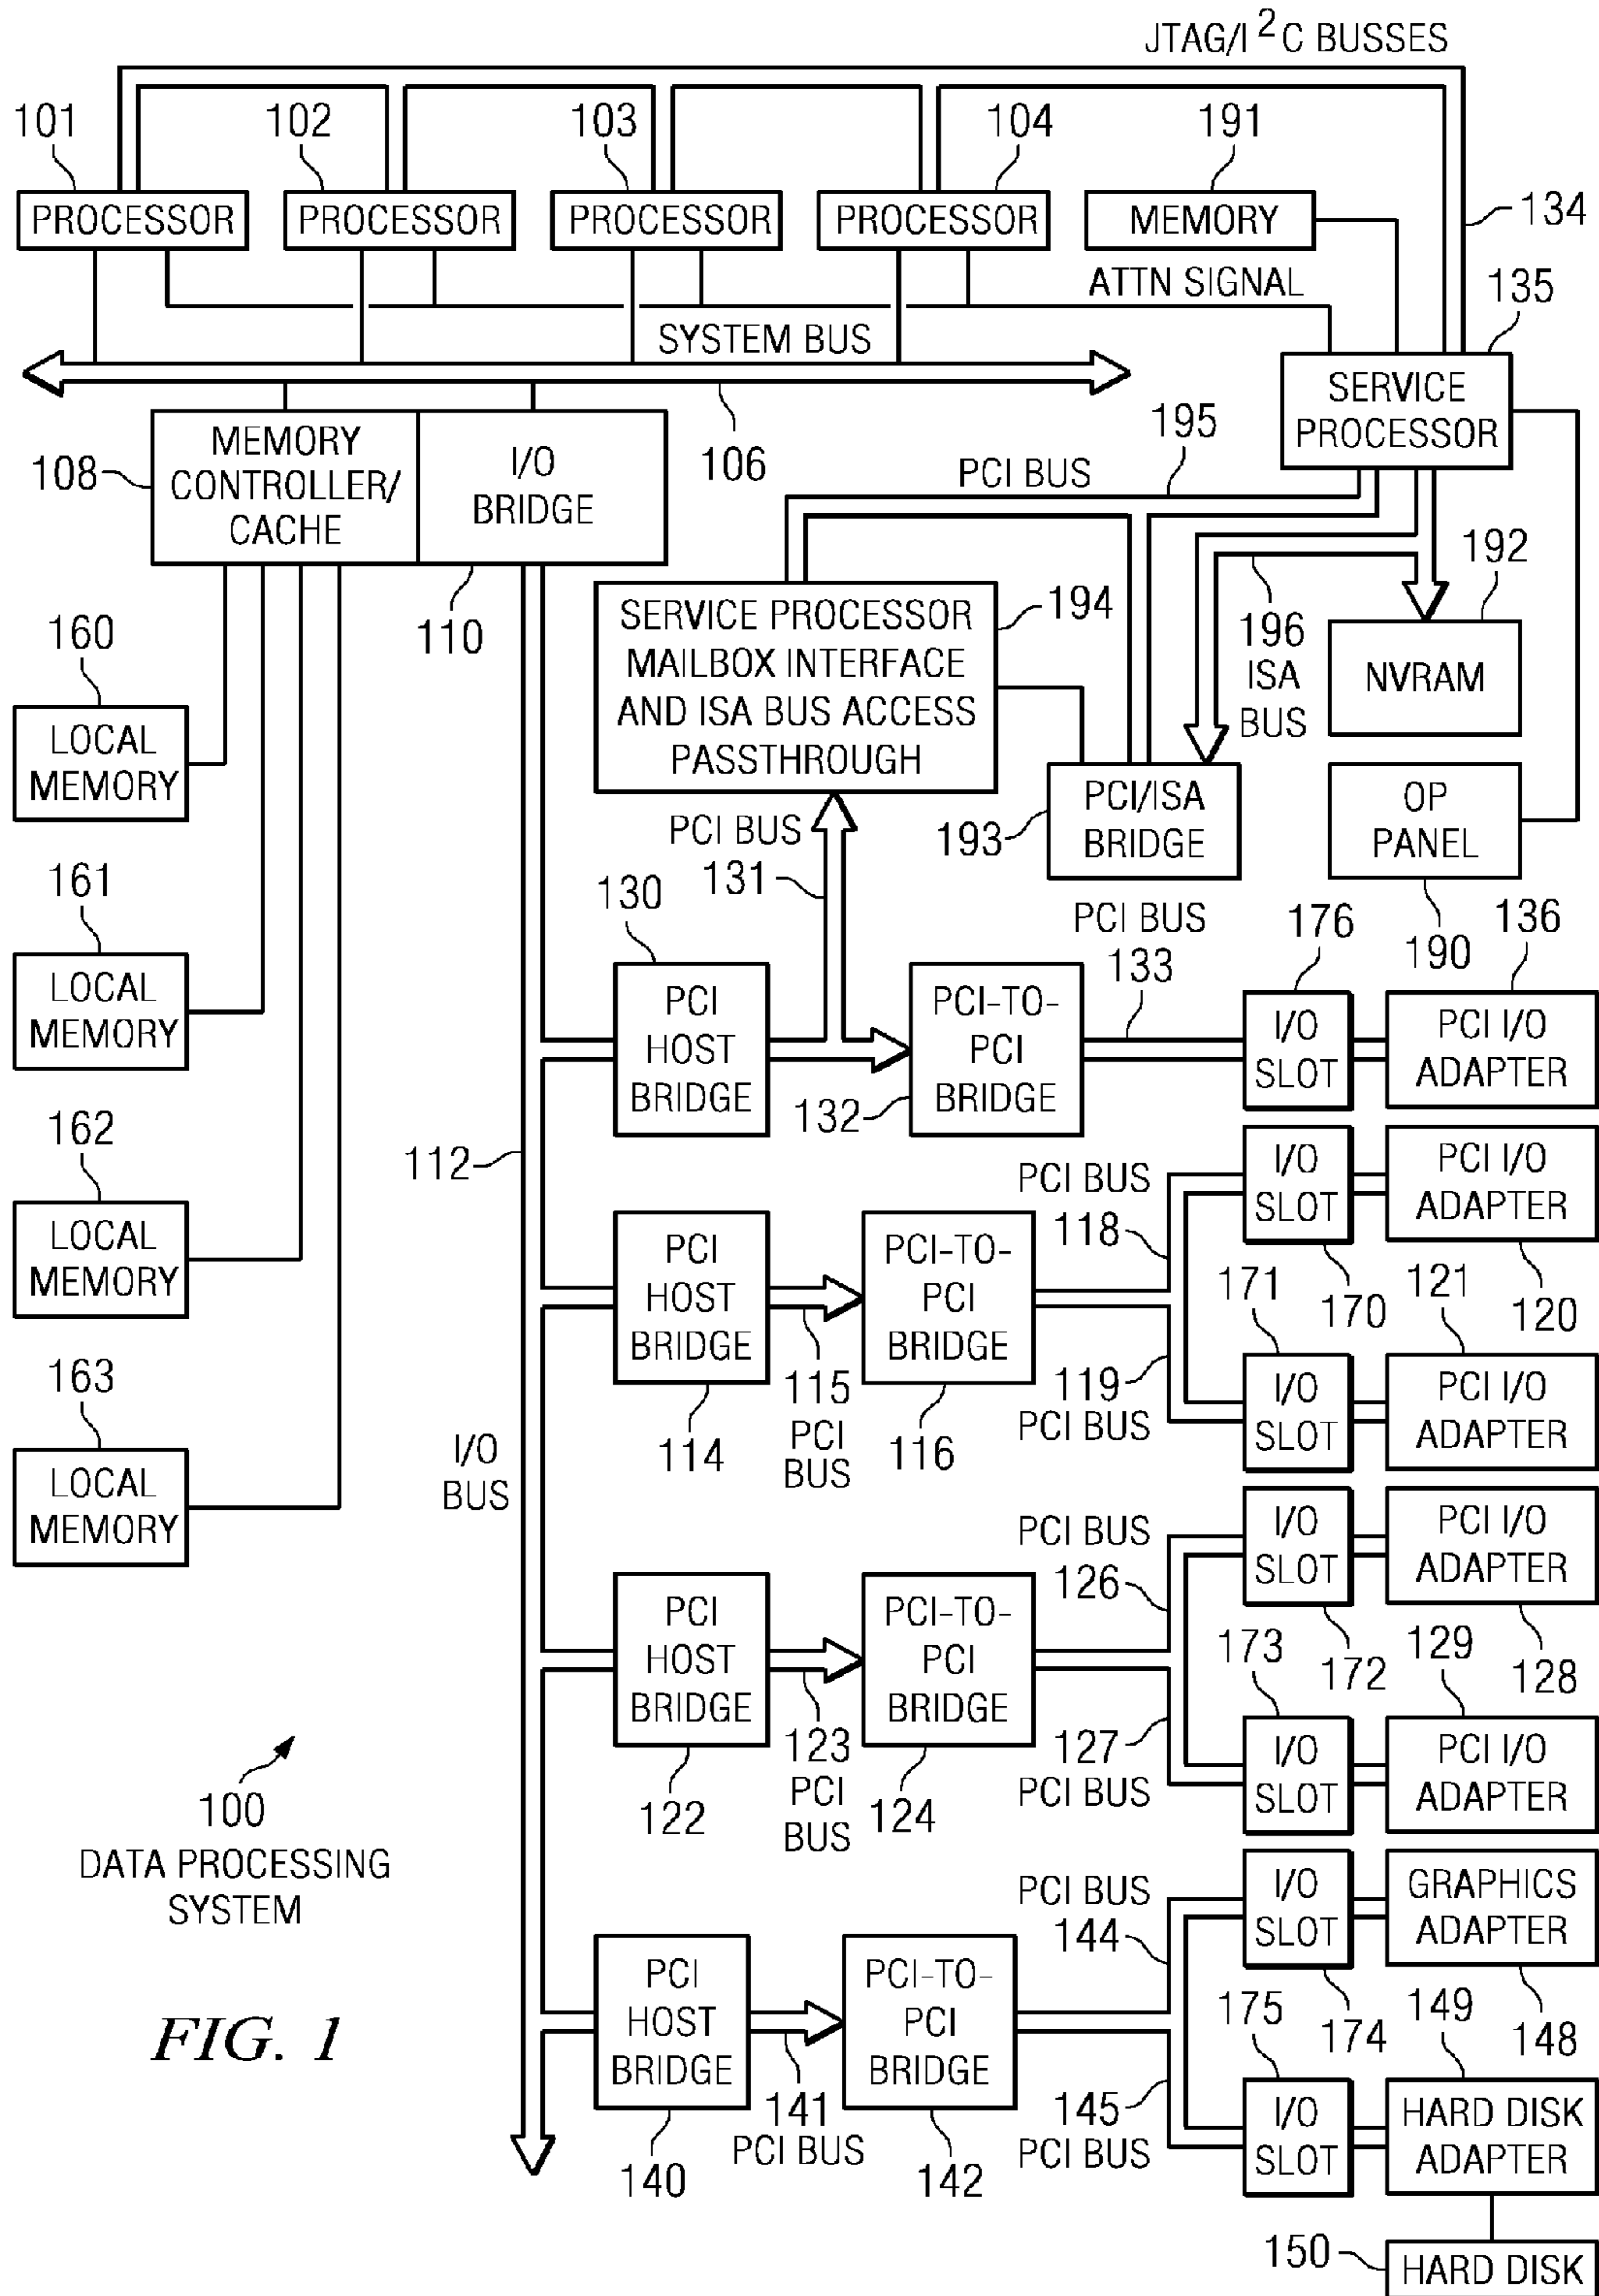 JTAG/I 2 C BUSSES
101
102
103
104
191
PROCESSOR
PROCESSOR
PROCESSOR
PROCESSOR
MEMORY
134
ATTN SIGNAL
135
SYSTEM BUS
SERVICE
PROCESSOR
195
MEMORY
CONTROLLER/
CACHE
I/O
BRIDGE
108
106
PCI BUS
192
160
110
SERVICE PROCESSOR
MAILBOX INTERFACE
AND ISA BUS ACCESS
PASSTHROUGH
194
196
ISA
BUS
NVRAM
LOCAL
MEMORY
PCI BUS
131
193
PCI/ISA
BRIDGE
OP
PANEL
161
130
PCI BUS
133
176
190
136
LOCAL
MEMORY
PCI
HOST
BRIDGE
132
PCI-TO-
PCI
BRIDGE
I/O
SLOT
PCI I/O
ADAPTER
162
112
PCI BUS
118
I/O
SLOT
PCI I/O
ADAPTER
LOCAL
MEMORY
PCI
HOST
BRIDGE
PCI-TO-
PCI
BRIDGE
171
170
121
120
163
114
115
PCI
BUS
116
119
PCI BUS
I/O
SLOT
PCI I/O
ADAPTER
LOCAL
MEMORY
I/O
BUS
PCI BUS
126
I/O
SLOT
PCI I/O
ADAPTER
PCI
HOST
BRIDGE
PCI-TO-
PCI
BRIDGE
173
172
129
128
122
123
PCI
BUS
124
127
PCI BUS
I/O
SLOT
PCI I/O
ADAPTER
100
DATA PROCESSING
SYSTEM
PCI BUS
144
I/O
SLOT
GRAPHICS
ADAPTER
PCI
HOST
BRIDGE
PCI-TO-
PCI
BRIDGE
175
174
149
148
FIG. 1
140
141
PCI BUS
142
145
PCI BUS
I/O
SLOT
HARD DISK
ADAPTER
150
HARD DISK